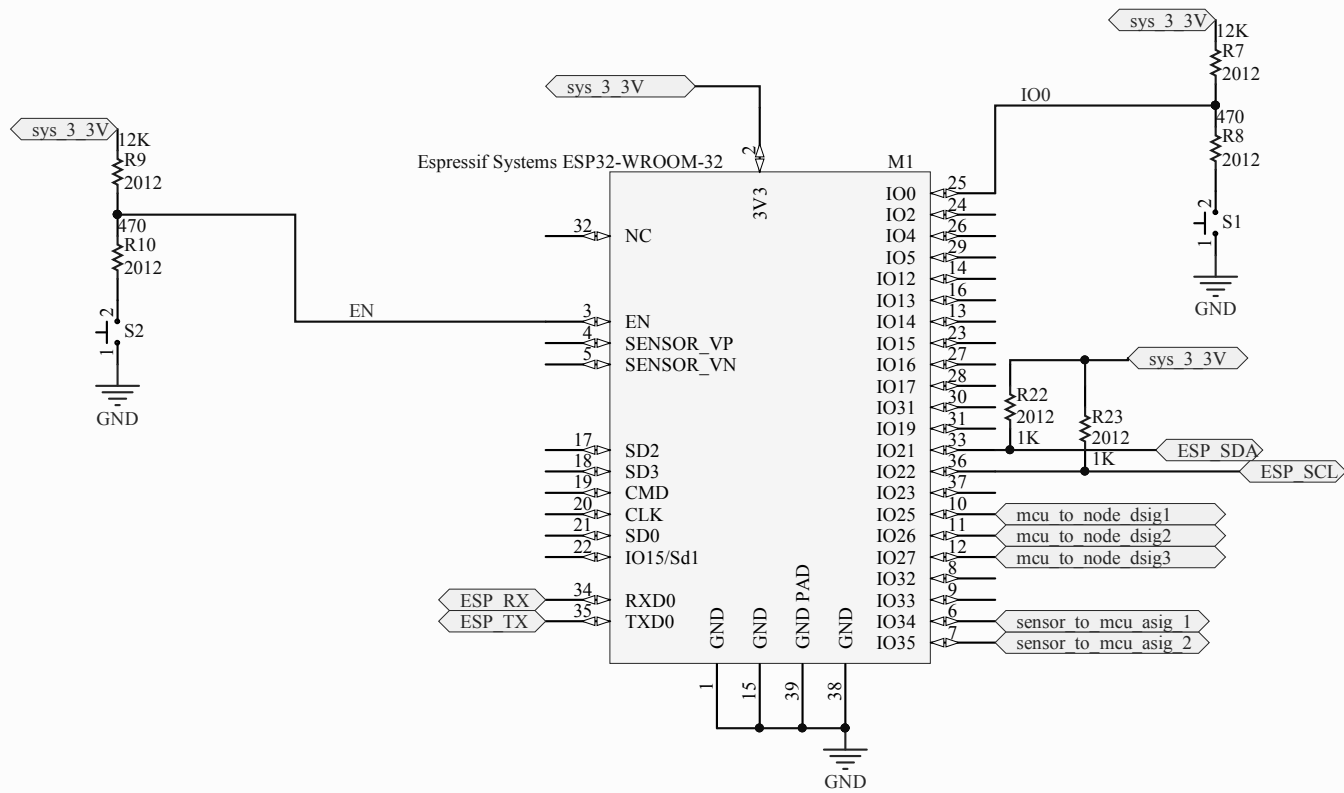 sys_3_3V
12K
R7
2012
IO0
470
R8
2012
2
S1
1
GND
sys_3_3V
sys_3_3V
12K
R9
2012
470
R10
2012
2
S2
1
GND
EN
Espressif Systems ESP32-WROOM-32
M1
2
3V3
32 NC
3 EN
4 SENSOR_VP
5 SENSOR_VN
17 SD2
18 SD3
19 CMD
20 CLK
21 SD0
22 IO15/Sd1
ESP_RX 34 RXD0
ESP_TX 35 TXD0
IO0 25
IO2 24
IO4 26
IO5 29
IO12 14
IO13 16
IO14 13
IO15 23
IO16 27
IO17 28
IO31 30
IO19 31
IO21 33 ESP_SDA
IO22 36 ESP_SCL
IO23 37
IO25 10 mcu_to_node_dsig1
IO26 11 mcu_to_node_dsig2
IO27 12 mcu_to_node_dsig3
IO32 8
IO33 9
IO34 6 sensor_to_mcu_asig_1
IO35 7 sensor_to_mcu_asig_2
sys_3_3V
R22
2012
1K
R23
2012
1K
GND
GND
GND PAD
GND
1
15
39
38
GND